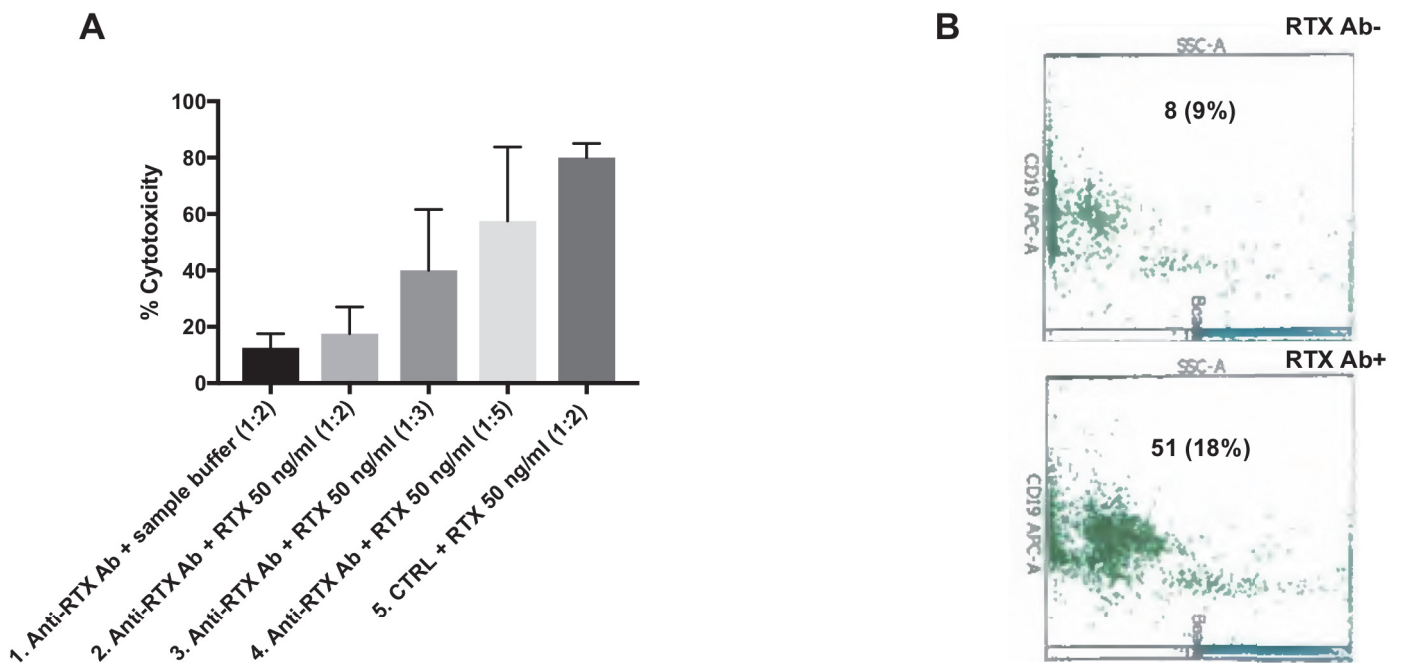 A
100
80
60
40
20
0
% Cytotoxicity
1. Anti-RTX Ab + sample buffer (1:2)
2. Anti-RTX Ab + RTX 50 ng/ml (1:2)
3. Anti-RTX Ab + RTX 50 ng/ml (1:3)
4. Anti-RTX Ab + RTX 50 ng/ml (1:5)
5. CTRL + RTX 50 ng/ml (1:2)
B
RTX Ab-
SSC-A
8 (9%)
CD19 APC-A
RTX Ab+
SSC-A
51 (18%)
CD19 APC-A